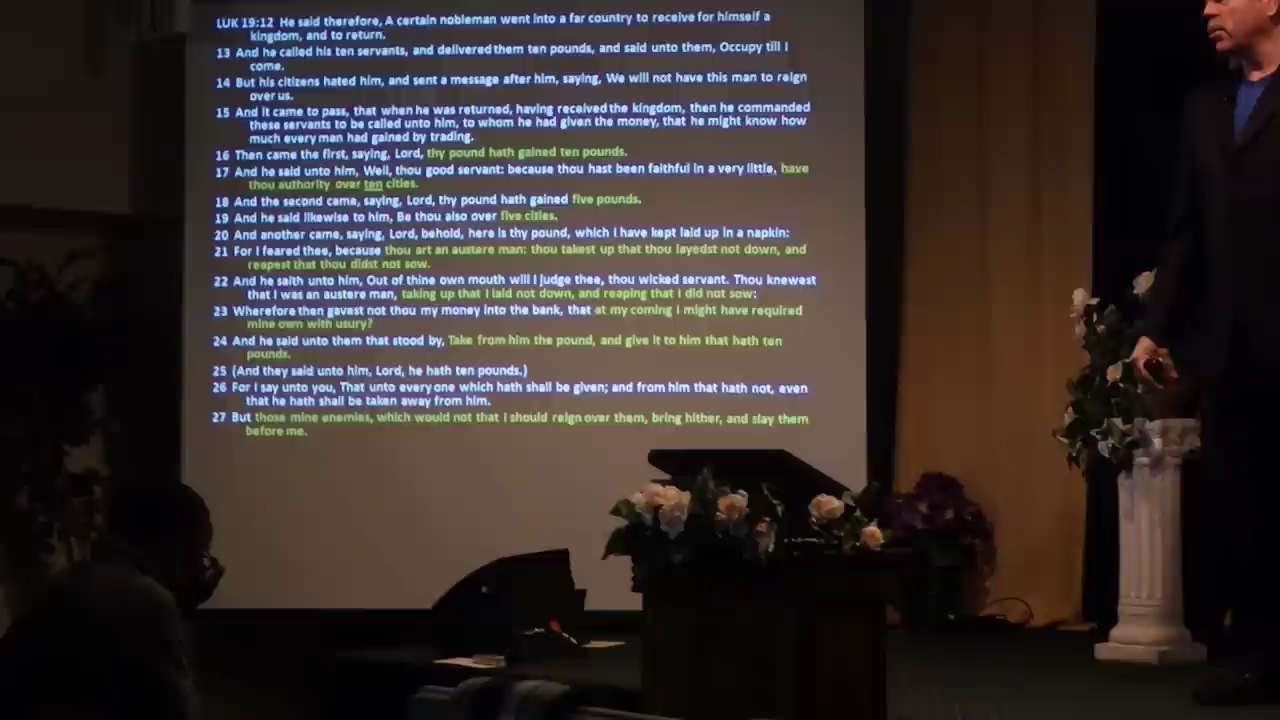 LUK 19:12 He said therefore, A certain nobleman went into a far country to receive for himself a
kingdom, and to return.
13 And he called his ten servants, and delivered them ten pounds, and said unto them, Occupy till I
come.
14 But his citizens hated him, and sent a message after him, saying, We will not have this man to reign
over us.
15 And it came to pass, that when he was returned, having received the kingdom, then he commanded
these servants to be called unto him, to whom he had given the money, that he might know how
much every man had gained by trading.
16 Then came the first, saying, Lord, thy pound hath gained ten pounds.
17 And he said unto him, Well, thou good servant: because thou hast been faithful in a very little, have
thou authority over ten cities.
18 And the second came, saying, Lord, thy pound hath gained five pounds.
19 And he said likewise to him, Be thou also over five cities.
20 And another came, saying, Lord, behold, here is thy pound, which I have kept laid up in a napkin:
21 For I feared thee, because thou art an austere man: thou takest up that thou layedst not down, and
reapest that thou didst not sow.
22 And he saith unto him, Out of thine own mouth will I judge thee, thou wicked servant. Thou knewest
that I was an austere man, taking up that I laid not down, and reaping that I did not sow:
23 Wherefore then gavest not thou my money into the bank, that at my coming I might have required
mine own with usury?
24 And he said unto them that stood by, Take from him the pound, and give it to him that hath ten
pounds.
25 (And they said unto him, Lord, he hath ten pounds.)
26 For I say unto you, That unto every one which hath shall be given; and from him that hath not, even
that he hath shall be taken away from him.
27 But those mine enemies, which would not that I should reign over them, bring hither, and slay them
before me.